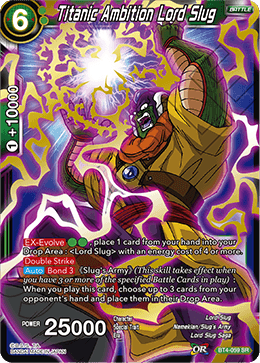 Titanic Ambition Lord Slug
BATTLE
6
+10000
EX-Evolve , place 1 card from your hand into your
Drop Area : <Lord Slug> with an energy cost of 4 or more.
Double Strike
Auto Bond 3 《Slug's Army》 (This skill takes effect when
you have 3 or more of the specified Battle Cards in play) :
When you play this card, choose up to 3 cards from your
opponent's hand and place them in their Drop Area.
POWER 25000
Character Lord Slug
Special Trait Namekian/Slug's Army
Era Lord Slug Saga
BT4-059 SR